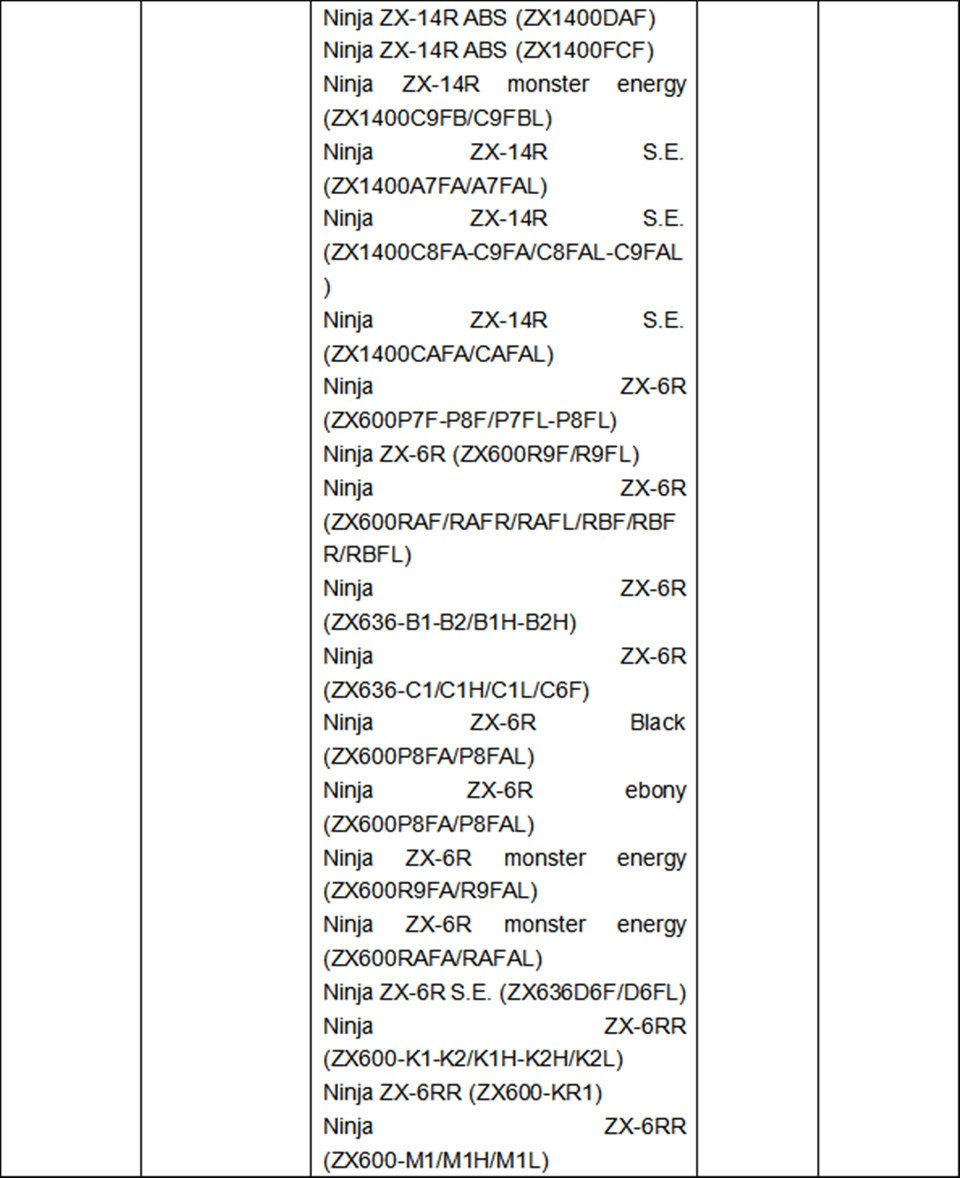 Ninja ZX-14R ABS (ZX1400DAF)
Ninja ZX-14R ABS (ZX1400FCF)
Ninja ZX-14R monster energy
(ZX1400C9FB/C9FBL)
Ninja ZX-14R S.E.
(ZX1400A7FA/A7FAL)
Ninja ZX-14R S.E.
(ZX1400C8FA-C9FA/C8FAL-C9FAL
)
Ninja ZX-14R S.E.
(ZX1400CAFA/CAFAL)
Ninja ZX-6R
(ZX600P7F-P8F/P7FL-P8FL)
Ninja ZX-6R (ZX600R9F/R9FL)
Ninja ZX-6R
(ZX600RAF/RAFR/RAFL/RBF/RBF
R/RBFL)
Ninja ZX-6R
(ZX636-B1-B2/B1H-B2H)
Ninja ZX-6R
(ZX636-C1/C1H/C1L/C6F)
Ninja ZX-6R Black
(ZX600P8FA/P8FAL)
Ninja ZX-6R ebony
(ZX600P8FA/P8FAL)
Ninja ZX-6R monster energy
(ZX600R9FA/R9FAL)
Ninja ZX-6R monster energy
(ZX600RAFA/RAFAL)
Ninja ZX-6R S.E. (ZX636D6F/D6FL)
Ninja ZX-6RR
(ZX600-K1-K2/K1H-K2H/K2L)
Ninja ZX-6RR (ZX600-KR1)
Ninja ZX-6RR
(ZX600-M1/M1H/M1L)